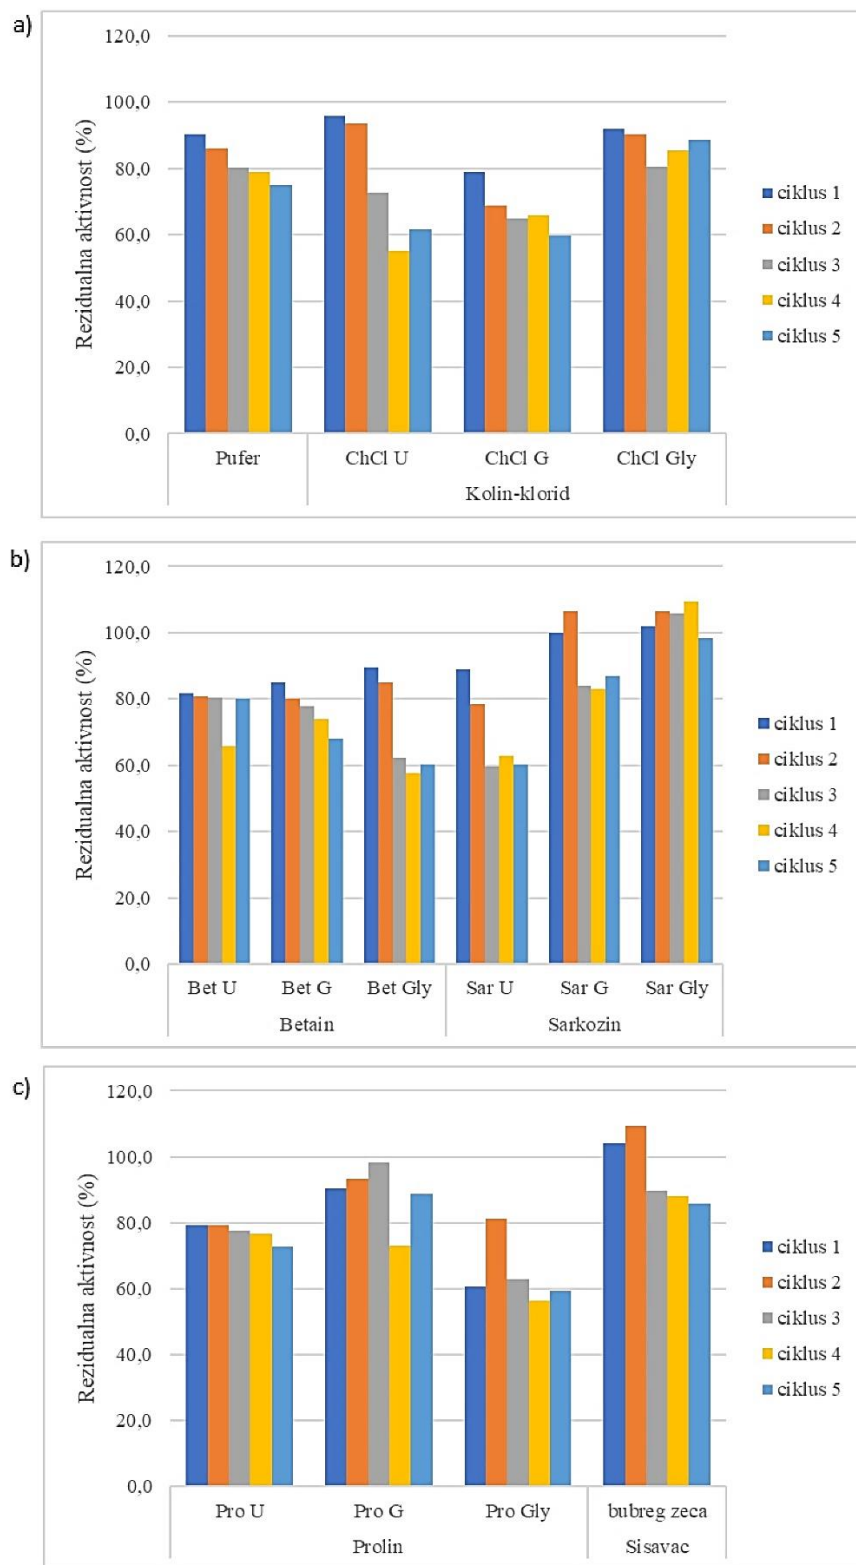 a)
120,0
100,0
80,0
60,0
40,0
20,0
0,0
Rezidualna aktivnost (%)
Pufer
ChCl U
ChCl G
ChCl Gly
Kolin-klorid
ciklus 1
ciklus 2
ciklus 3
ciklus 4
ciklus 5
b)
120,0
100,0
80,0
60,0
40,0
20,0
0,0
Rezidualna aktivnost (%)
Bet U
Bet G
Bet Gly
Sar U
Sar G
Sar Gly
Betain
Sarkozin
ciklus 1
ciklus 2
ciklus 3
ciklus 4
ciklus 5
c)
120,0
100,0
80,0
60,0
40,0
20,0
0,0
Rezidualna aktivnost (%)
Pro U
Pro G
Pro Gly
bubreg zeca
Prolin
Sisavac
ciklus 1
ciklus 2
ciklus 3
ciklus 4
ciklus 5